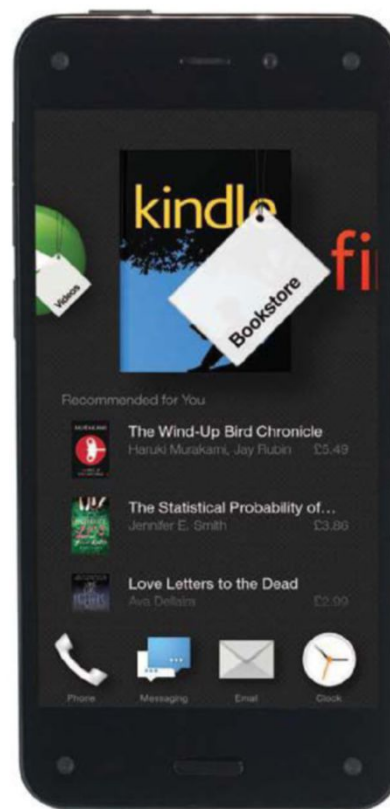 kindle
fi
Videos
Bookstore
Recommended for You
The Wind-Up Bird Chronicle
Haruki Murakami, Jay Rubin £5.49
The Statistical Probability of...
Jennifer E. Smith £3.86
Love Letters to the Dead
Ava Dellaira £2.99
Phone Messaging Email Clock